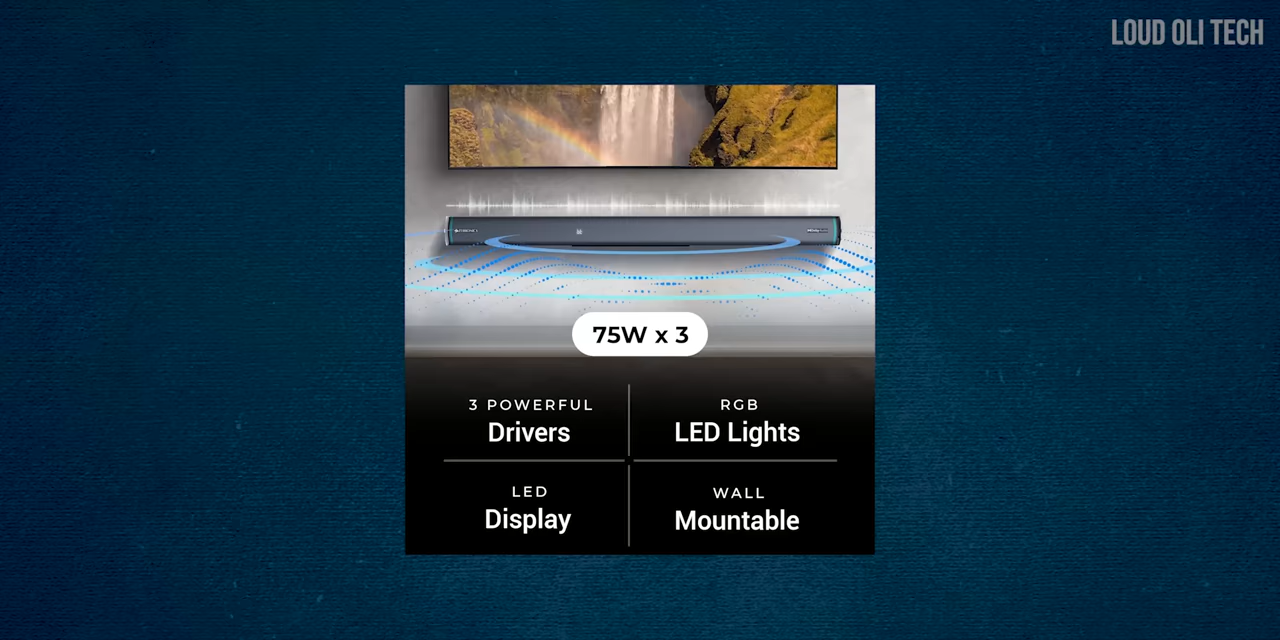 LOUD OLI TECH
75W x 3
3 POWERFUL
Drivers
RGB
LED Lights
LED
Display
WALL
Mountable